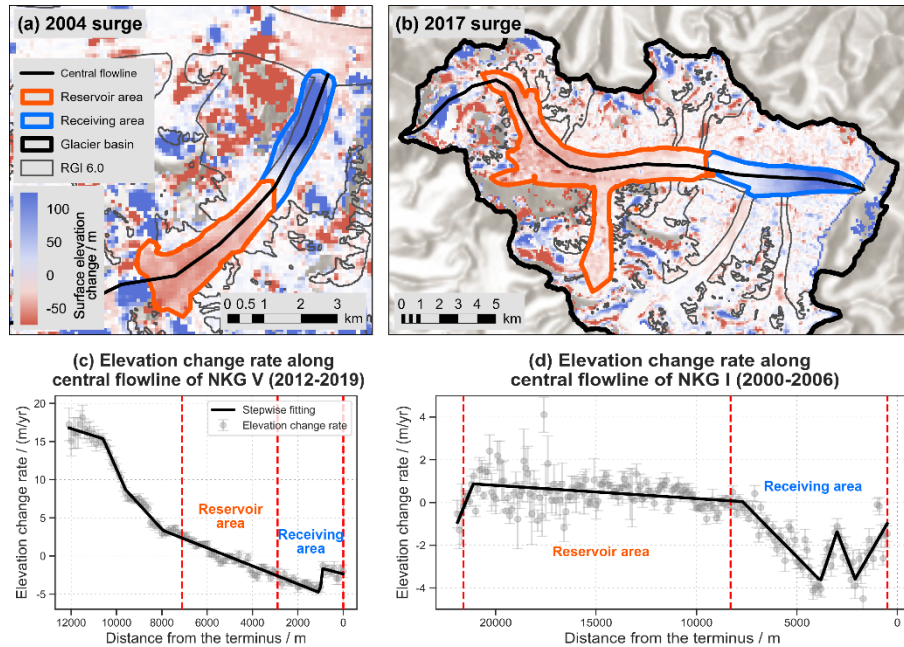 (a) 2004 surge
Central flowline
Reservoir area
Receiving area
Glacier basin
RGI 6.0
100
50
0
-50
Surface elevation
change / m
0 0.5 1 2 3
km
(b) 2017 surge
0 1 2 3 4 5
km
(c) Elevation change rate along
central flowline of NKG V (2012-2019)
Elevation change rate / (m/yr)
20
15
10
5
0
-5
Stepwise fitting
Elevation change rate
Reservoir
area
Receiving
area
12000 10000 8000 6000 4000 2000 0
Distance from the terminus / m
(d) Elevation change rate along
central flowline of NKG I (2000-2006)
Elevation change rate / (m/yr)
4
2
0
-2
-4
Receiving area
Reservoir area
20000 15000 10000 5000
Distance from the terminus / m